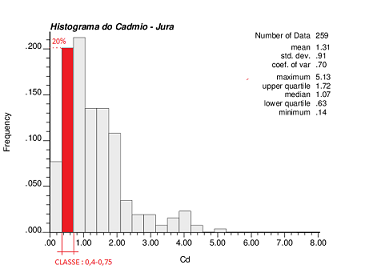 Histograma do Cadmio - Jura
20%
.200
.150
.100
.050
.000
Frequency
Number of Data 259
mean 1.31
std. dev. .91
coef. of var .70
maximum 5.13
upper quartile 1.72
median 1.07
lower quartile .63
minimum .14
.00 1.00 2.00 3.00 4.00 5.00 6.00 7.00 8.00
Cd
CLASSE : 0,4-0,75